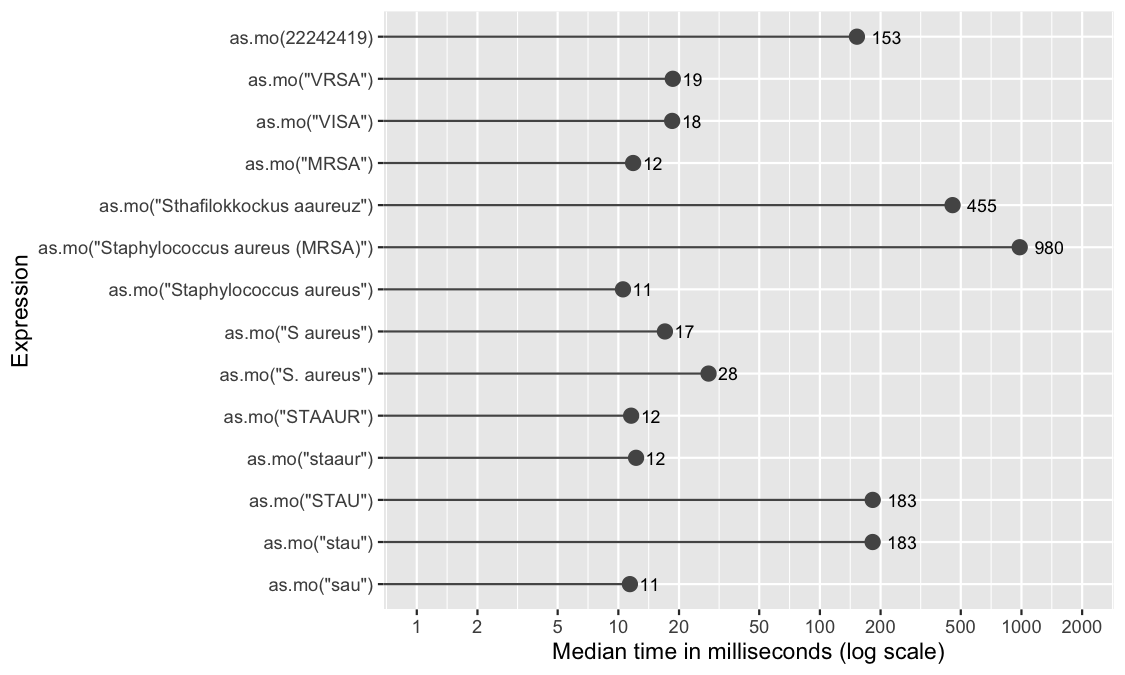 as.mo(22242419) 153
as.mo("VRSA") 19
as.mo("VISA") 18
as.mo("MRSA") 12
as.mo("Sthafilokkockus aaureuz") 455
as.mo("Staphylococcus aureus (MRSA)") 980
as.mo("Staphylococcus aureus") 11
as.mo("S aureus") 17
as.mo("S. aureus") 28
as.mo("STAAUR") 12
as.mo("staaur") 12
as.mo("STAU") 183
as.mo("stau") 183
as.mo("sau") 11
Expression
1 2 5 10 20 50 100 200 500 1000 2000
Median time in milliseconds (log scale)